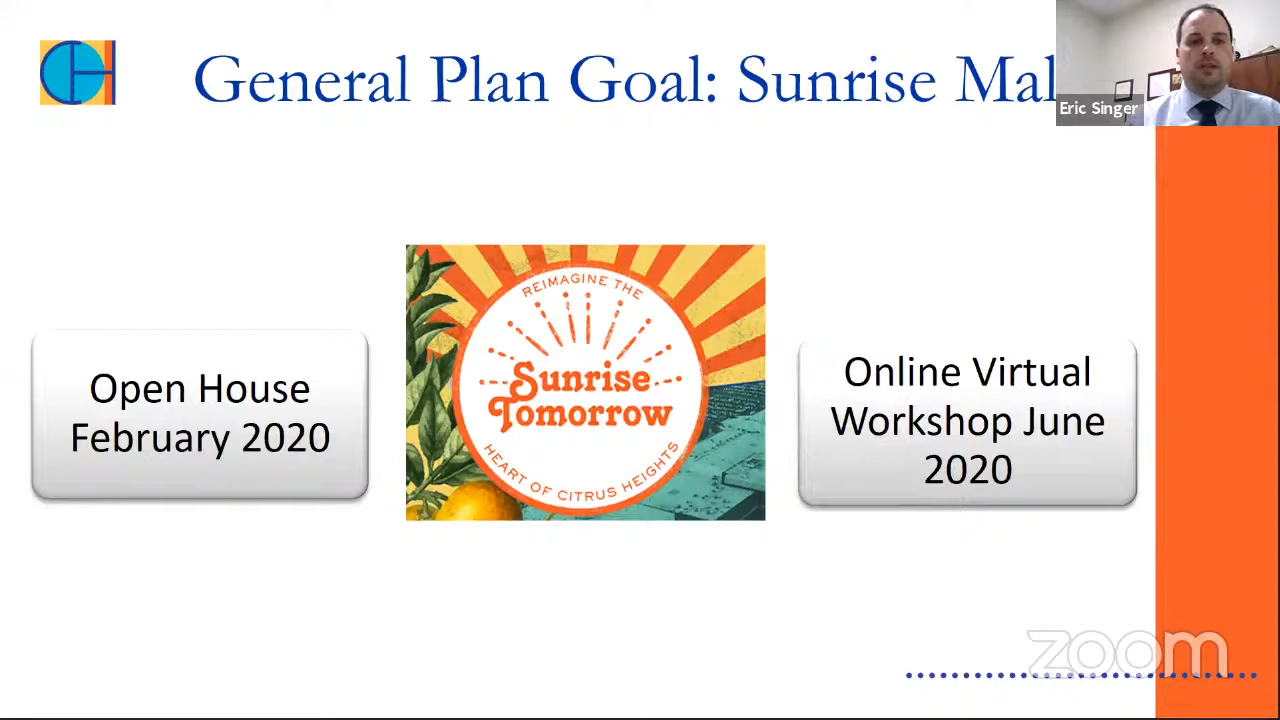 General Plan Goal: Sunrise Mal
Eric Singer
Open House
February 2020
REIMAGINE THE
Sunrise
Tomorrow
HEART OF CITRUS HEIGHTS
Online Virtual
Workshop June
2020
zoom